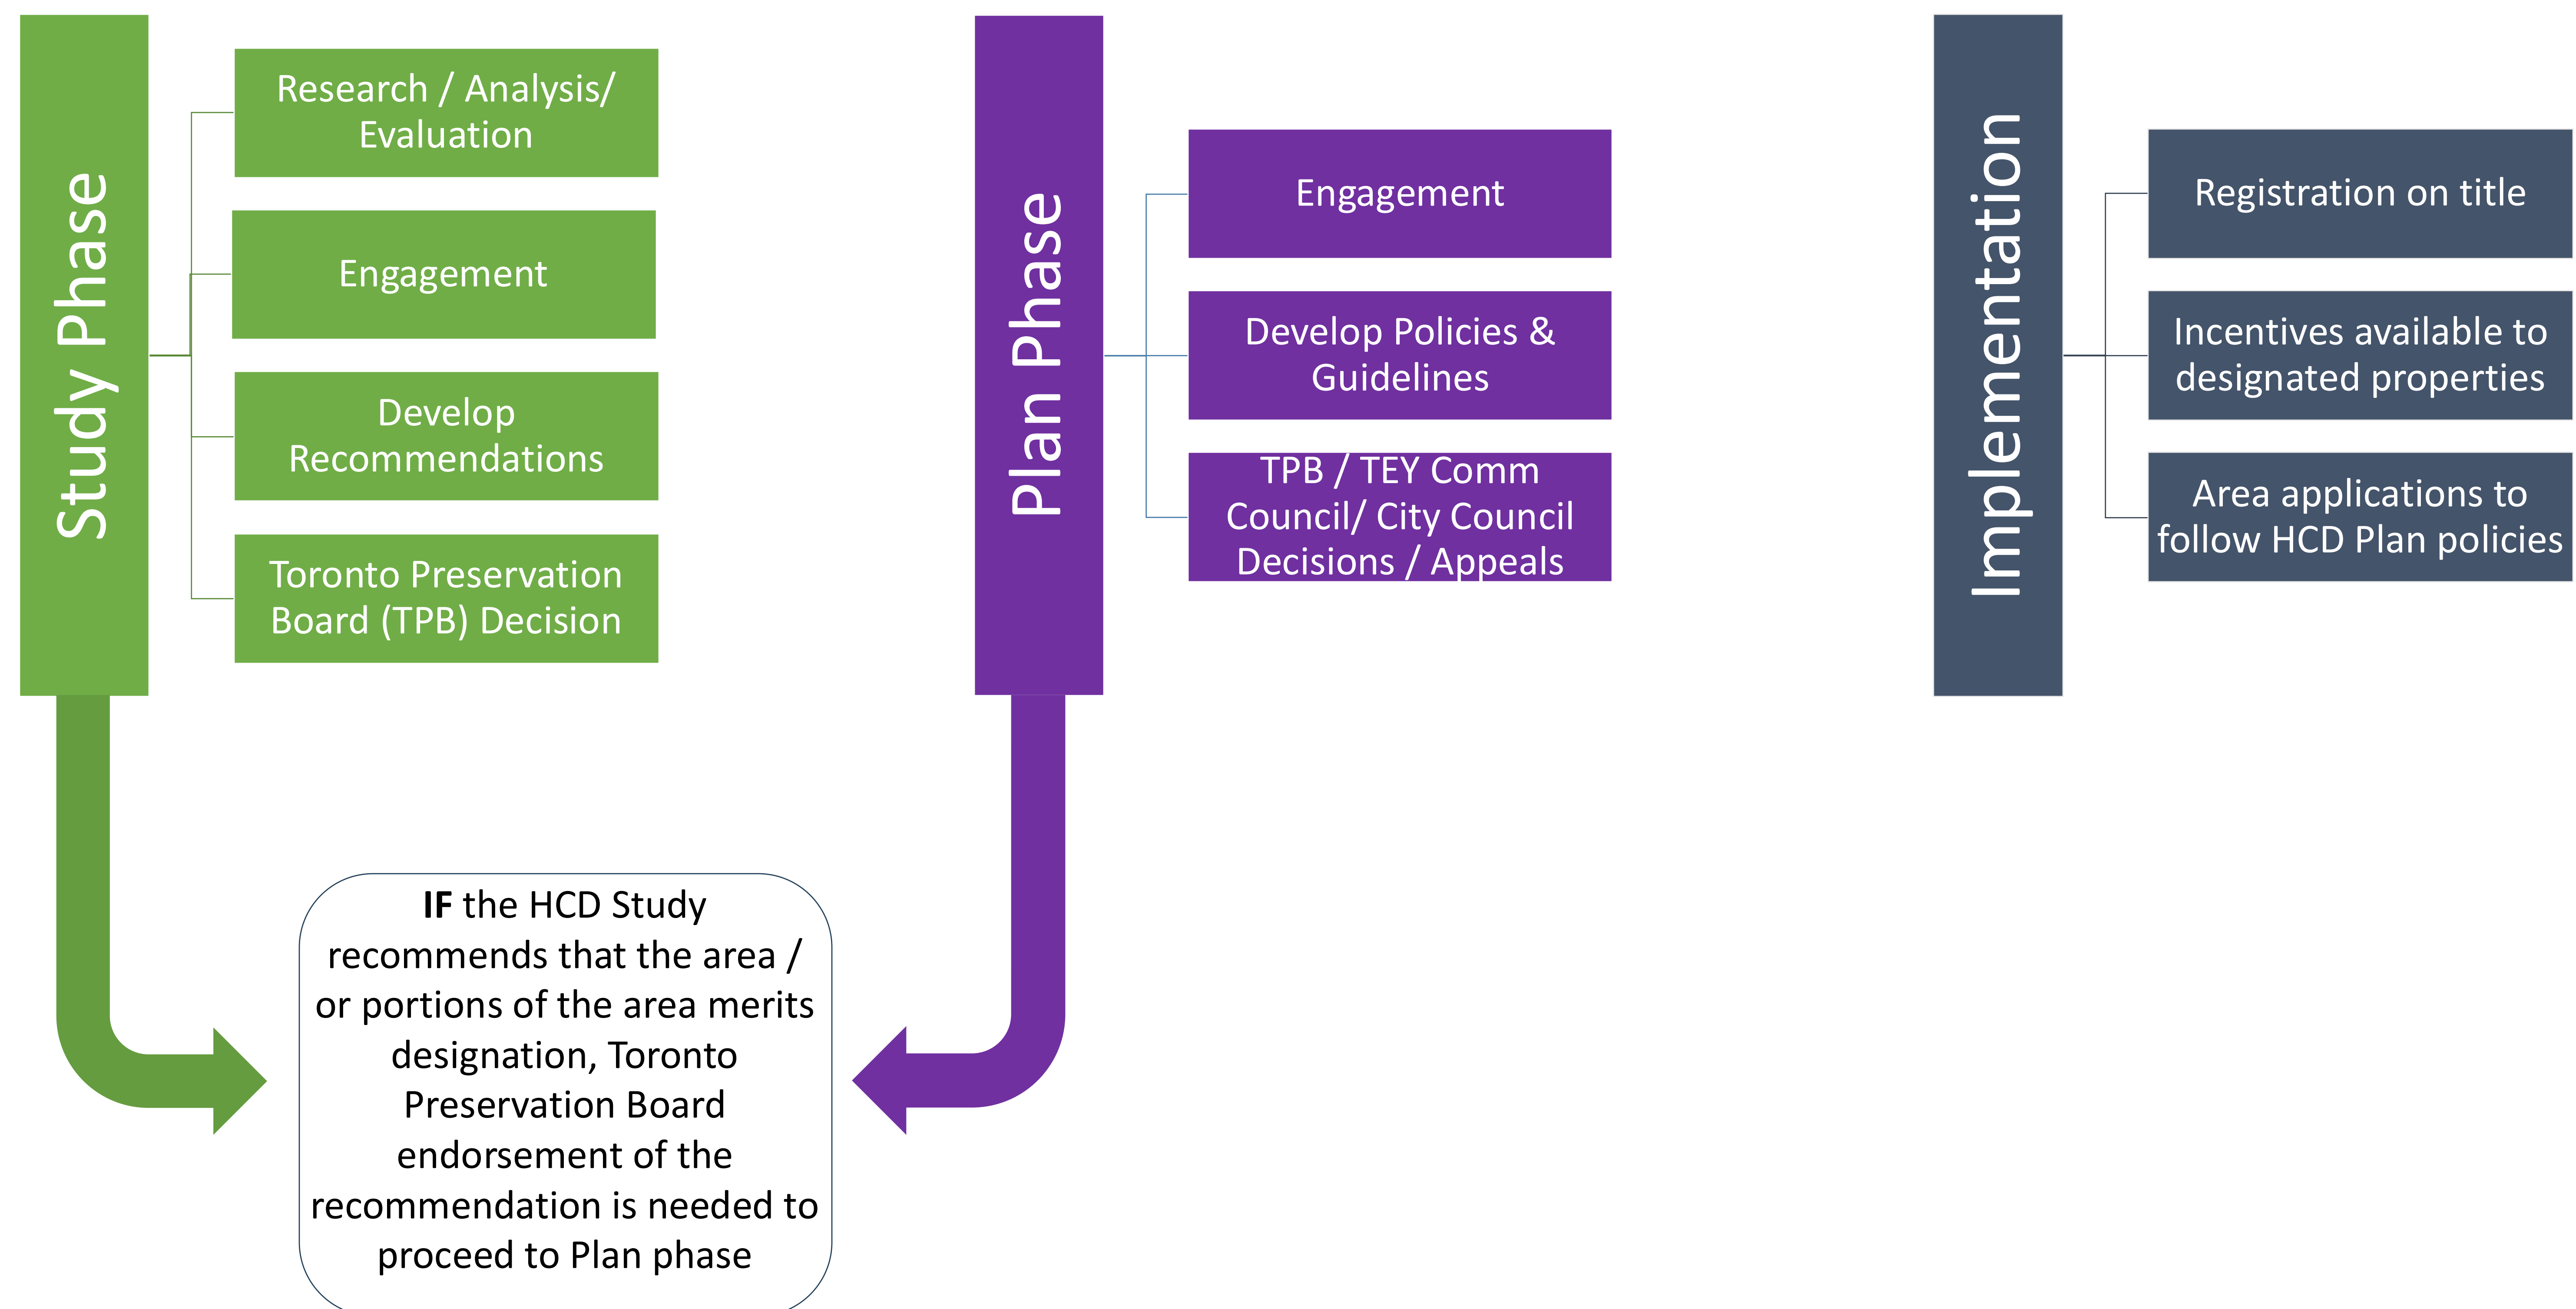 Study Phase
Research / Analysis/
Evaluation
Engagement
Develop
Recommendations
Toronto Preservation
Board (TPB) Decision
Plan Phase
Engagement
Develop Policies &
Guidelines
TPB / TEY Comm
Council/ City Council
Decisions / Appeals
Implementation
Registration on title
Incentives available to
designated properties
Area applications to
follow HCD Plan policies
IF the HCD Study
recommends that the area /
or portions of the area merits
designation, Toronto
Preservation Board
endorsement of the
recommendation is needed to
proceed to Plan phase